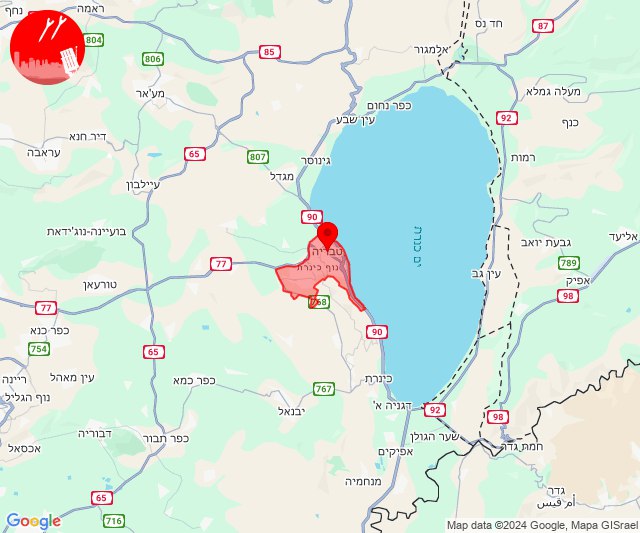 נחף
ראמה
חד נס
87
804
85
אלמגור
806
מע'אר
כפר נחום
מעלה גמלא
עין שבע
92
כנף
דיר חנא
עראבה
65
807
גינוסר
רמות
מגדל
עיילבון
90
בועיינה-נוג'ידאת
גבעת יואב
אליעד
טבריה
ים כנרת
77
נוף כינרת
789
עין גב
אפיק
טורעאן
98
77
768
כפר כנא
90
754
65
ריינה
עין מאהל
כפר כמא
כינרת
767
נוף הגליל
יבנאל
דגניה א'
92
98
דבוריה
כפר תבור
שער הגולן
חמת גדר
אכסאל
אפיקים
מנחמיה
גדר
أم قيس
65
716
Google
Map data ©2024 Google, Mapa GISrael